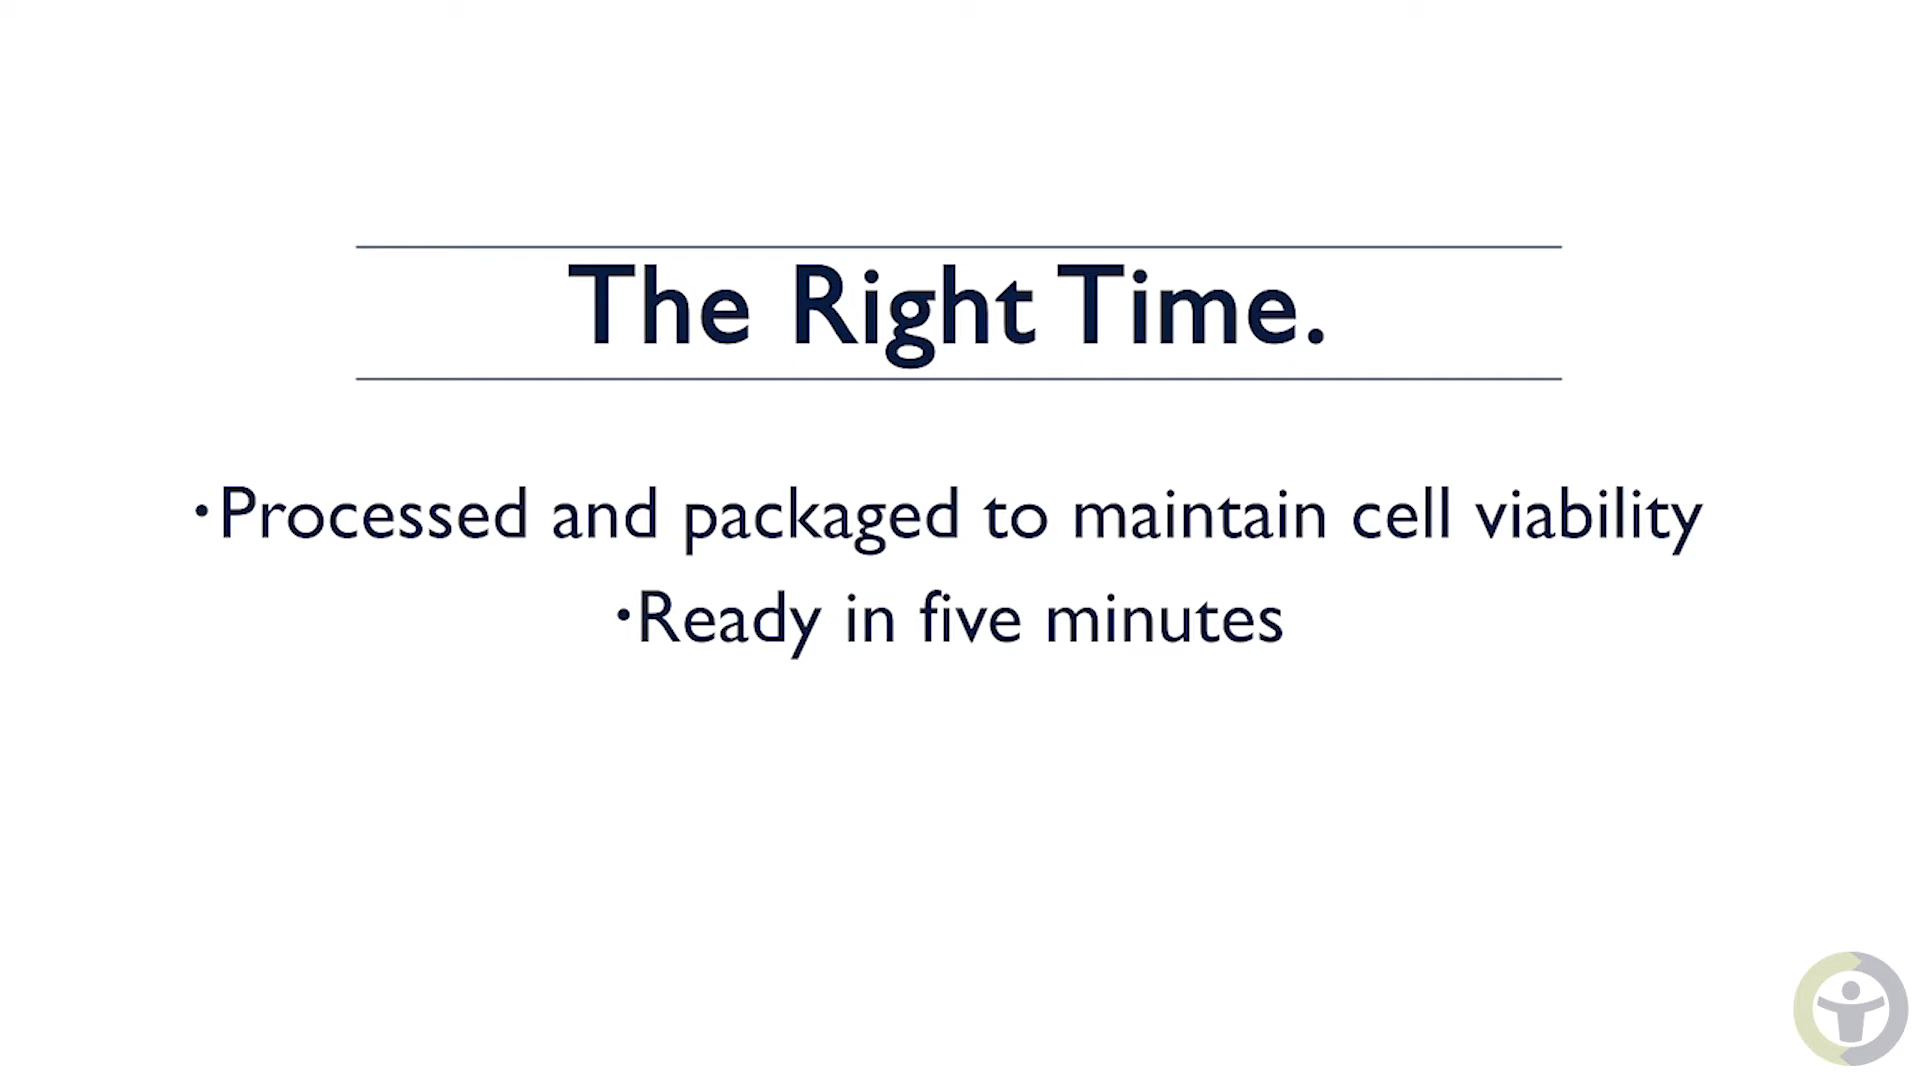 The Right Time.
•Processed and packaged to maintain cell viability
•Ready in five minutes